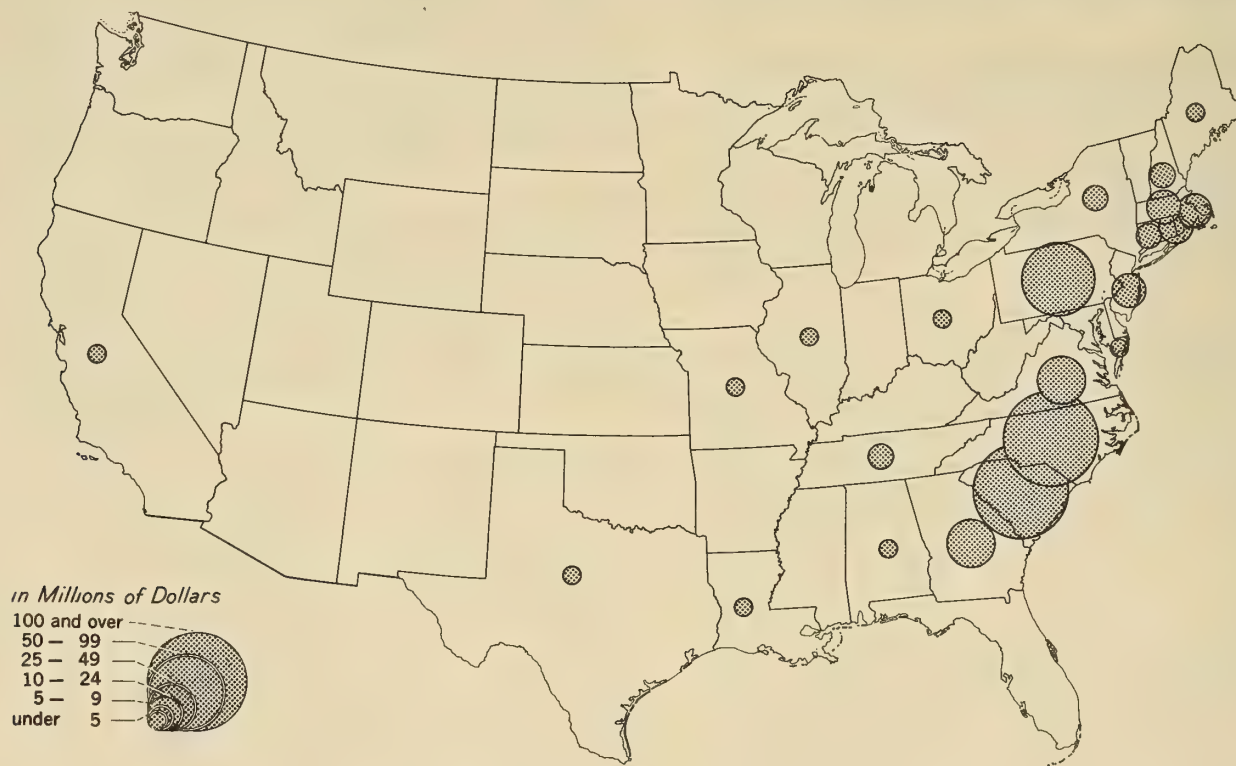 in Millions of Dollars
100 and over
50 — 99
25 — 49
10 — 24
5 — 9
under 5